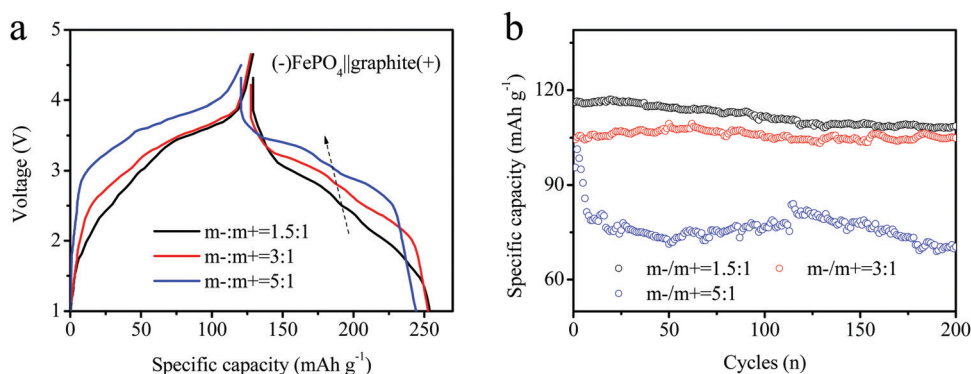 a
(-)FePO4||graphite(+)
5
4
3
2
1
Voltage (V)
m-:m+=1.5:1
m-:m+=3:1
m-:m+=5:1
0 50 100 150 200 250
Specific capacity (mAh g-1)
b
120
90
60
Specific capacity (mAh g-1)
m-/m+=1.5:1 m-/m+=3:1
m-/m+=5:1
0 50 100 150 200
Cycles (n)